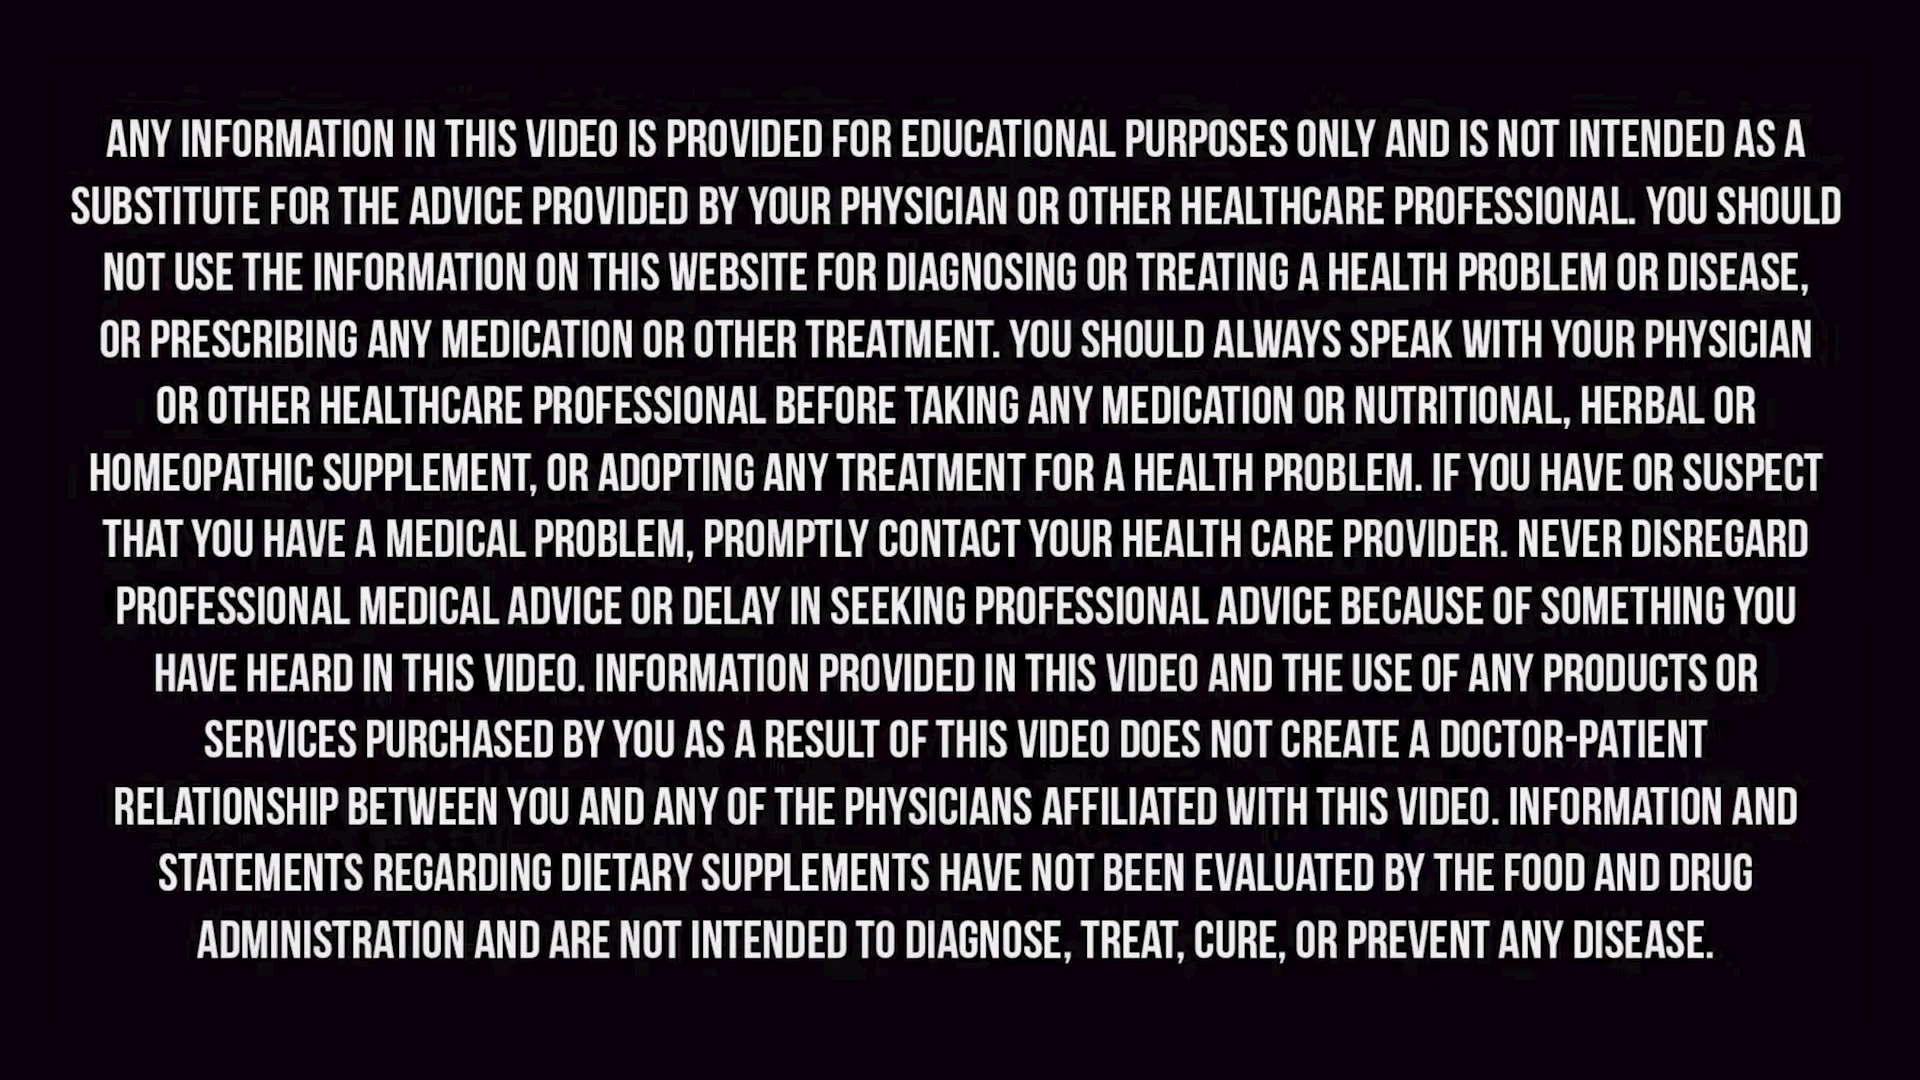 ANY INFORMATION IN THIS VIDEO IS PROVIDED FOR EDUCATIONAL PURPOSES ONLY AND IS NOT INTENDED AS A
SUBSTITUTE FOR THE ADVICE PROVIDED BY YOUR PHYSICIAN OR OTHER HEALTHCARE PROFESSIONAL. YOU SHOULD
NOT USE THE INFORMATION ON THIS WEBSITE FOR DIAGNOSING OR TREATING A HEALTH PROBLEM OR DISEASE,
OR PRESCRIBING ANY MEDICATION OR OTHER TREATMENT. YOU SHOULD ALWAYS SPEAK WITH YOUR PHYSICIAN
OR OTHER HEALTHCARE PROFESSIONAL BEFORE TAKING ANY MEDICATION OR NUTRITIONAL, HERBAL OR
HOMEOPATHIC SUPPLEMENT, OR ADOPTING ANY TREATMENT FOR A HEALTH PROBLEM. IF YOU HAVE OR SUSPECT
THAT YOU HAVE A MEDICAL PROBLEM, PROMPTLY CONTACT YOUR HEALTH CARE PROVIDER. NEVER DISREGARD
PROFESSIONAL MEDICAL ADVICE OR DELAY IN SEEKING PROFESSIONAL ADVICE BECAUSE OF SOMETHING YOU
HAVE HEARD IN THIS VIDEO. INFORMATION PROVIDED IN THIS VIDEO AND THE USE OF ANY PRODUCTS OR
SERVICES PURCHASED BY YOU AS A RESULT OF THIS VIDEO DOES NOT CREATE A DOCTOR-PATIENT
RELATIONSHIP BETWEEN YOU AND ANY OF THE PHYSICIANS AFFILIATED WITH THIS VIDEO. INFORMATION AND
STATEMENTS REGARDING DIETARY SUPPLEMENTS HAVE NOT BEEN EVALUATED BY THE FOOD AND DRUG
ADMINISTRATION AND ARE NOT INTENDED TO DIAGNOSE, TREAT, CURE, OR PREVENT ANY DISEASE.